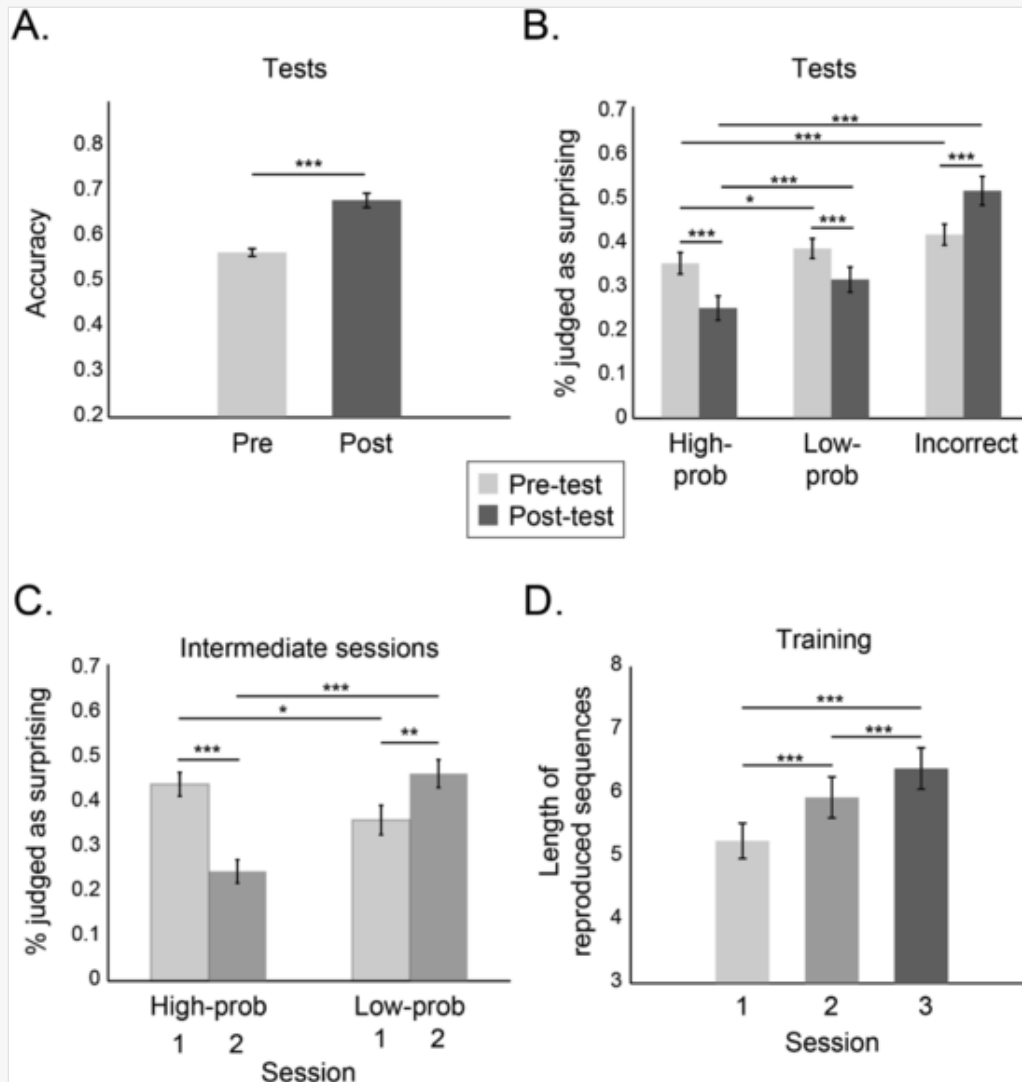 A.
Tests
Accuracy
0.8
0.7
0.6
0.5
0.4
0.3
0.2
***
Pre
Post
B.
Tests
% judged as surprising
0.7
0.6
0.5
0.4
0.3
0.2
0.1
0
***
***
***
***
*
***
***
High-
prob
Low-
prob
Incorrect
Pre-test
Post-test
C.
Intermediate sessions
% judged as surprising
0.7
0.6
0.5
0.4
0.3
0.2
0.1
0
***
*
**
***
High-prob
Low-prob
1 2 1 2
Session
D.
Training
Length of
reproduced sequences
8
7
6
5
4
3
***
***
***
1 2 3
Session